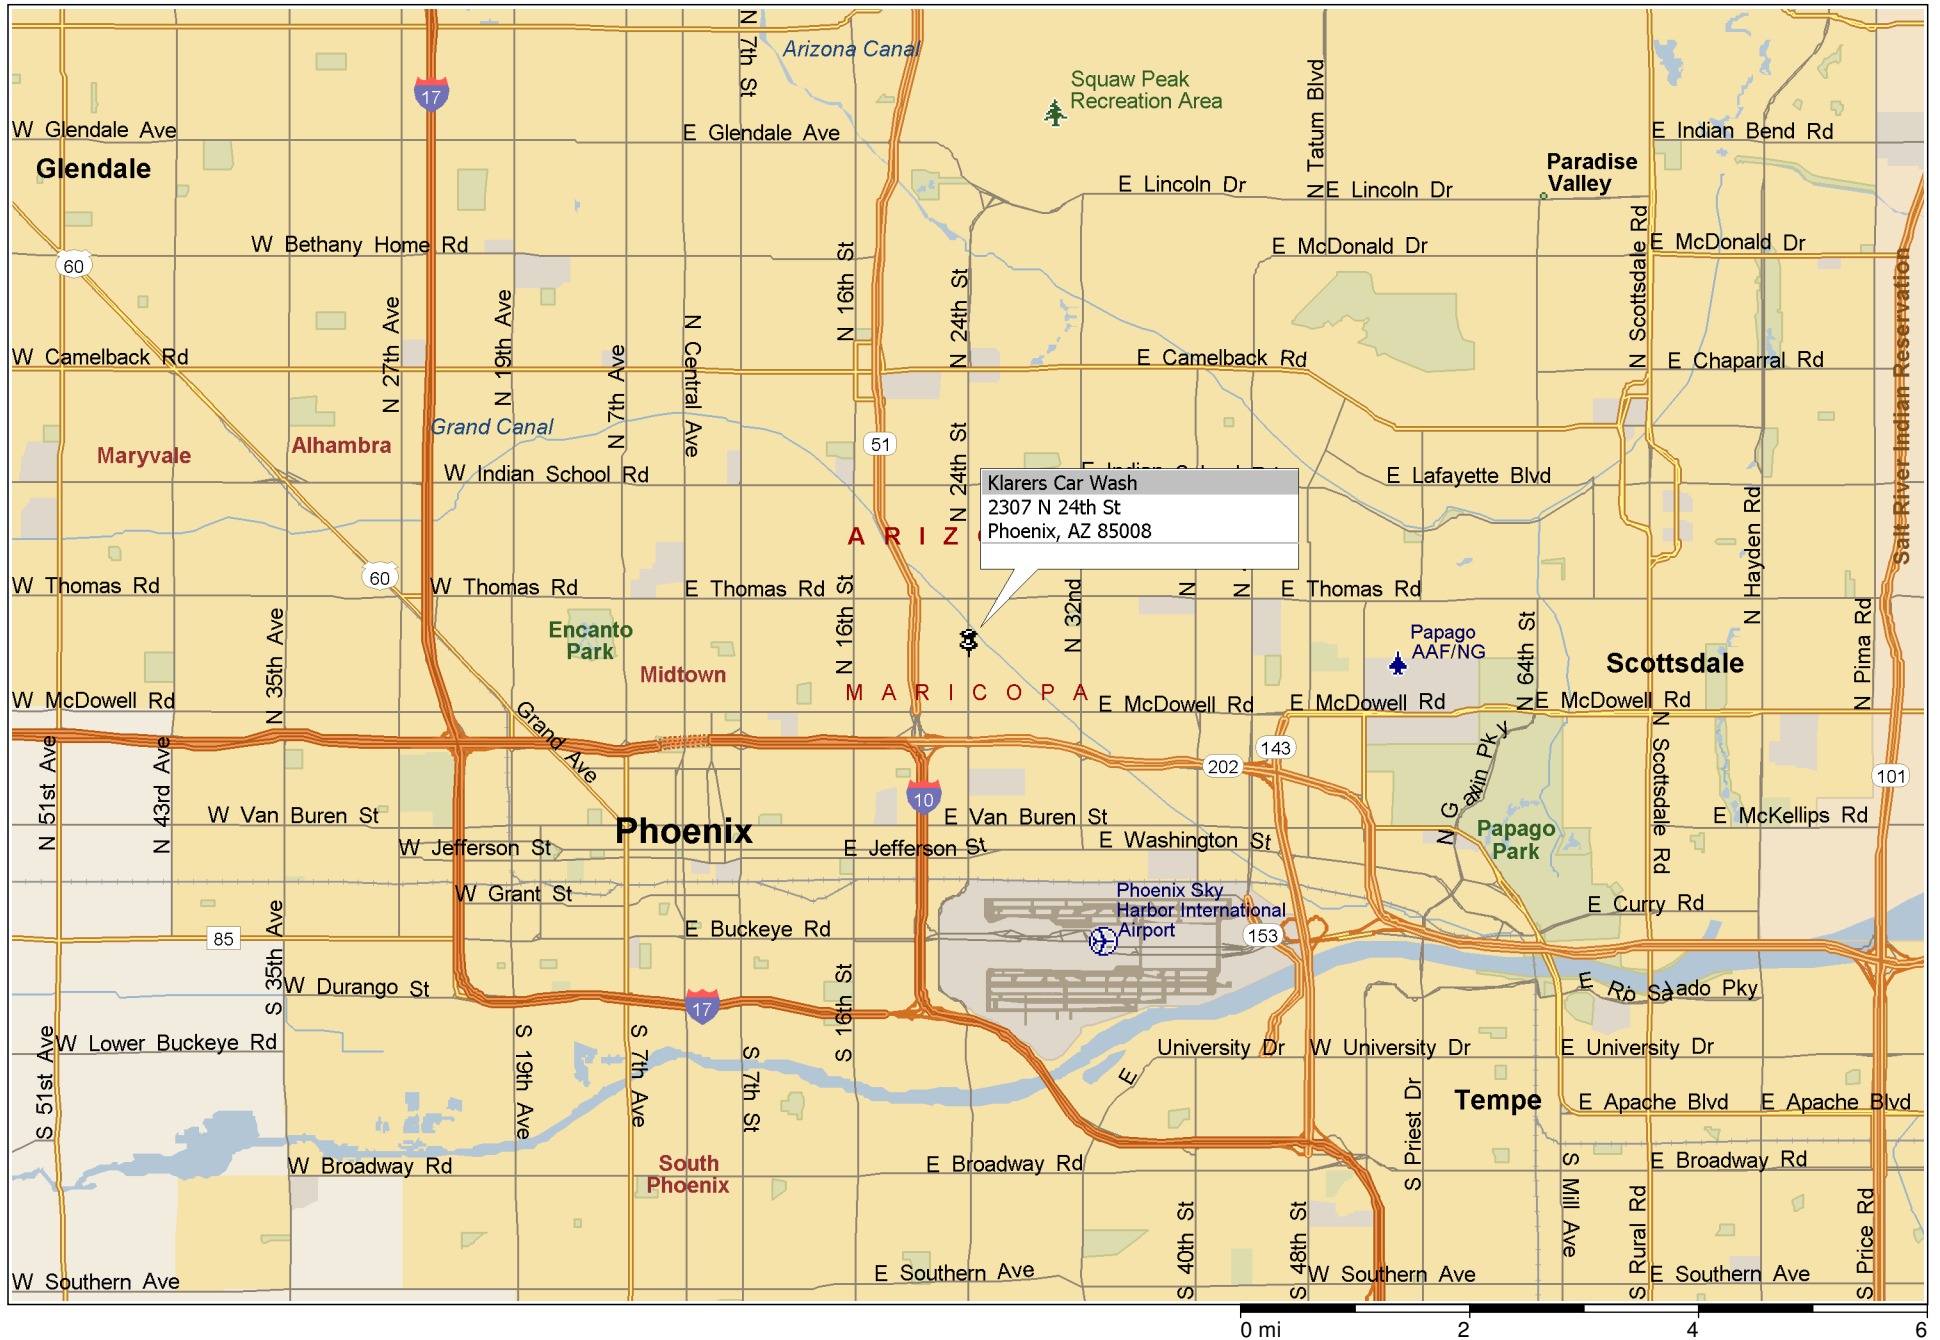 N 7th St
Arizona Canal
17
Squaw Peak
Recreation Area
N Tatum Blvd
W Glendale Ave
E Glendale Ave
E Indian Bend Rd
Glendale
Paradise
Valley
E Lincoln Dr
E Lincoln Dr
N Scottsdale Rd
W Bethany Home Rd
N 16th St
E McDonald Dr
E McDonald Dr
60
N 27th Ave
N 19th Ave
N 7th Ave
N Central Ave
N 24th St
Salt River Indian Reservation
W Camelback Rd
E Camelback Rd
E Chaparral Rd
Grand Canal
51
Maryvale
Alhambra
W Indian School Rd
N 24th St
E Lafayette Blvd
Klarers Car Wash
2307 N 24th St
Phoenix, AZ 85008
N Hayden Rd
A R I Z
60
W Thomas Rd
W Thomas Rd
E Thomas Rd
N 16th St
N 32nd
N
N
E Thomas Rd
N 35th Ave
Encanto
Park
Papago
AAF/NG
N 64th St
N Pima Rd
Midtown
Scottsdale
M A R I C O P A
W McDowell Rd
E McDowell Rd
E McDowell Rd
E McDowell Rd
Grand Ave
N Scottsdale Rd
N 51st Ave
N 43rd Ave
143
202
101
10
N Galvin Pky
W Van Buren St
E Van Buren St
E McKellips Rd
Phoenix
Papago
Park
W Jefferson St
E Jefferson St
E Washington St
W Grant St
Phoenix Sky
Harbor International
Airport
E Curry Rd
85
S 35th Ave
E Buckeye Rd
153
W Durango St
S 16th St
E Rio Salado Pky
17
W Lower Buckeye Rd
S 51st Ave
S 19th Ave
S 7th Ave
S 7th St
E
University Dr
W University Dr
E University Dr
S Priest Dr
Tempe
E Apache Blvd
E Apache Blvd
W Broadway Rd
South
Phoenix
E Broadway Rd
S Mill Ave
E Broadway Rd
S 40th St
S 48th St
S Rural Rd
S Price Rd
W Southern Ave
E Southern Ave
W Southern Ave
E Southern Ave
0 mi
2
4
6